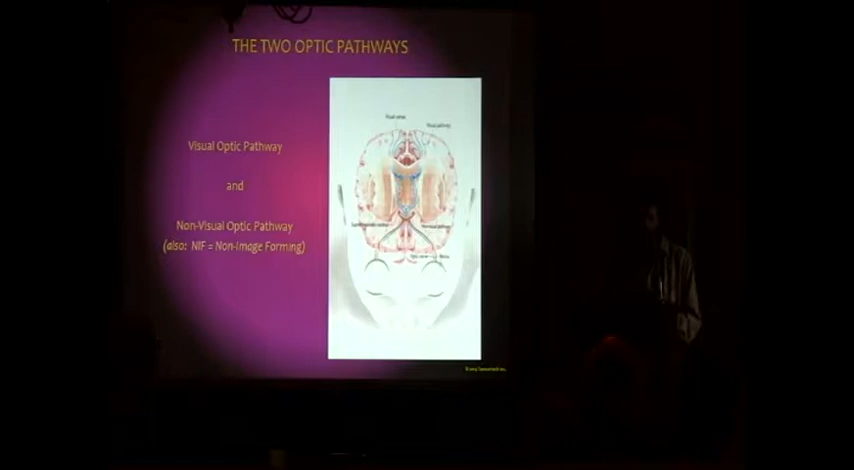 THE TWO OPTIC PATHWAYS
Visual Optic Pathway
and
Non-Visual Optic Pathway
(also: NIF = Non-Image Forming)